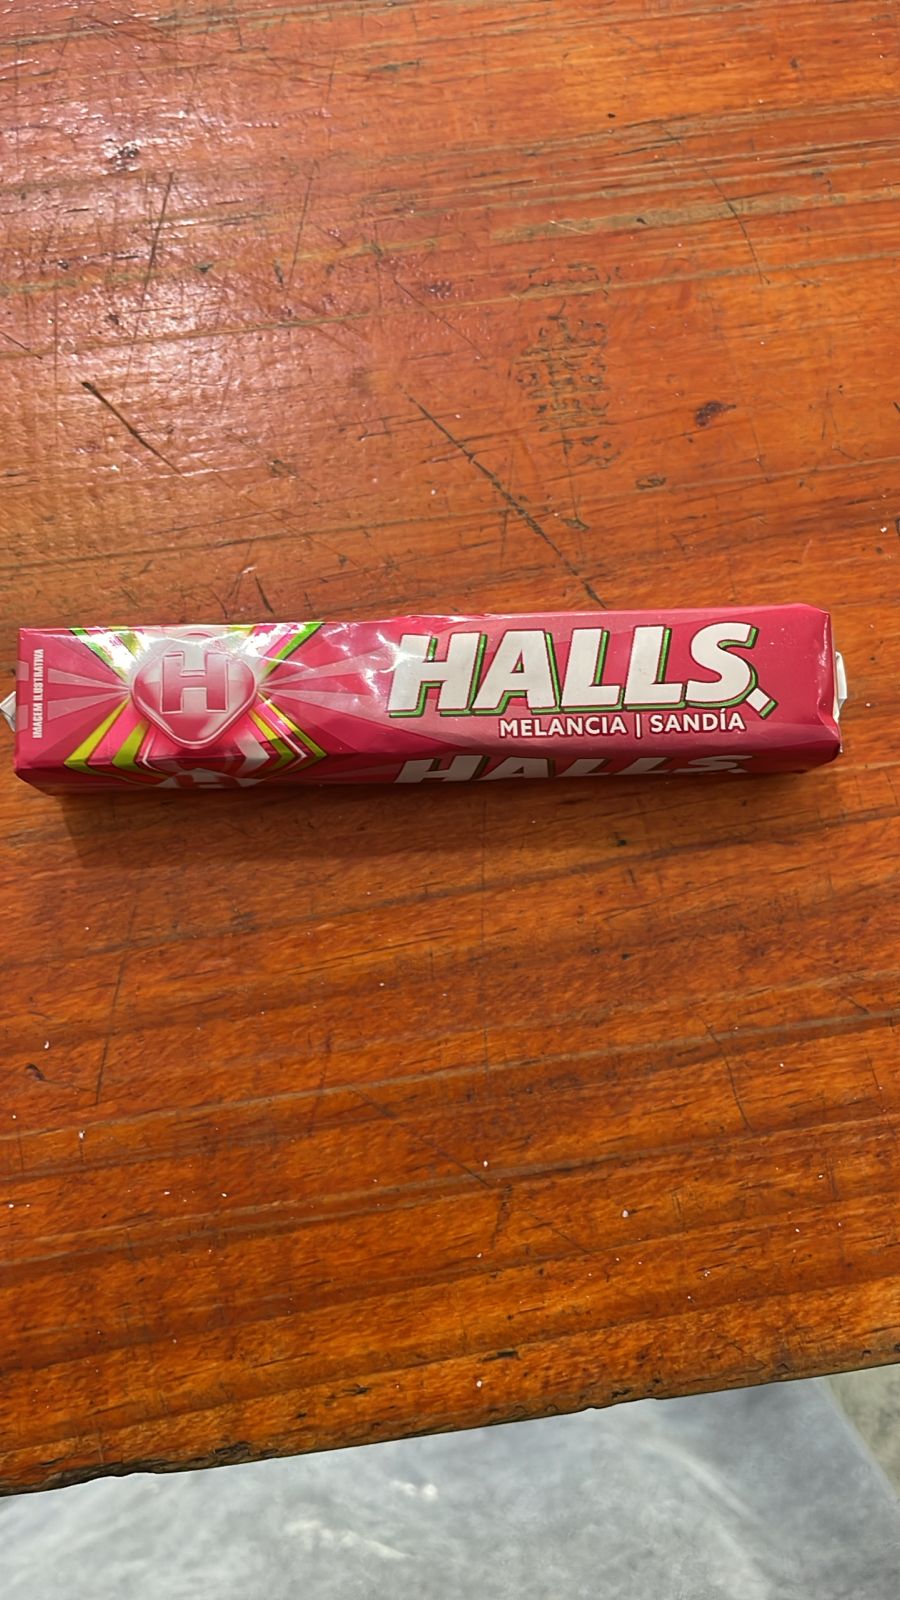 IMAGEM ILUSTRATIVA
H
HALLS
MELANCIA | SANDÍA
HALLS